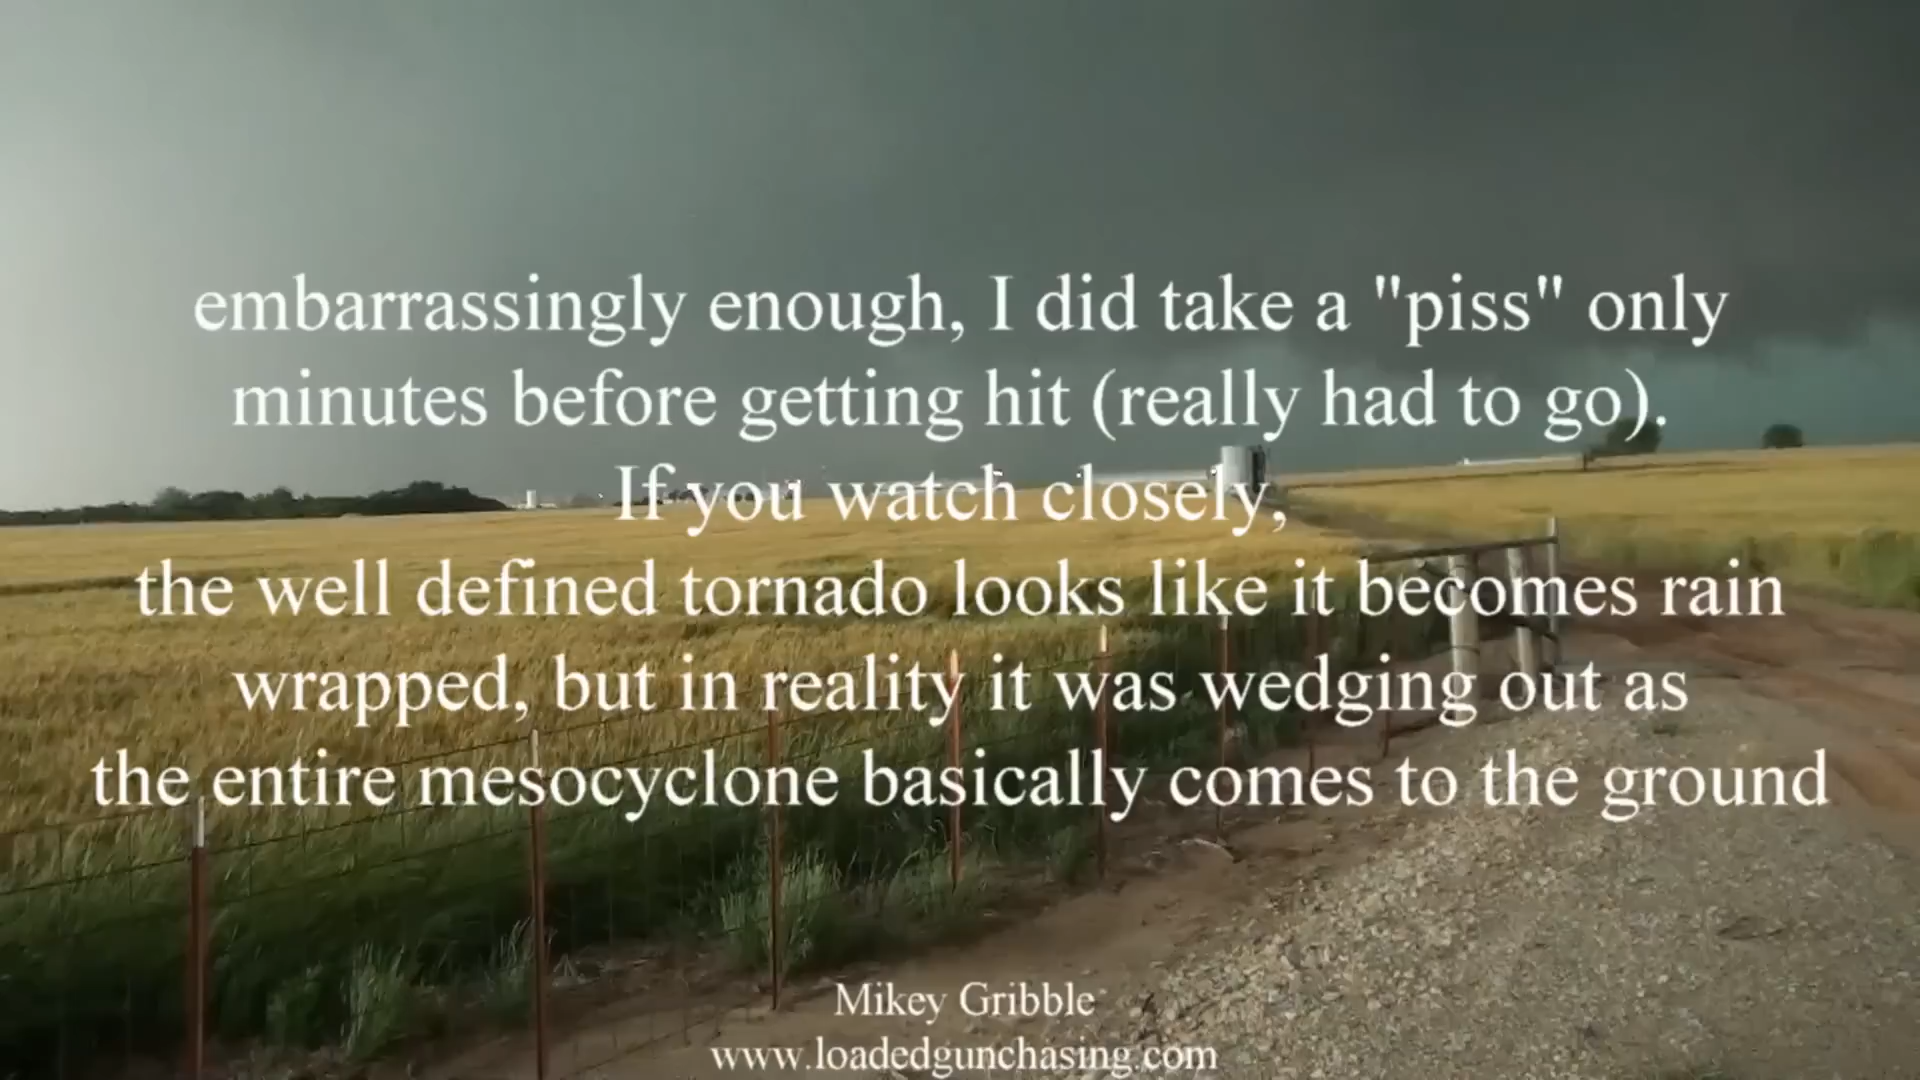 embarrassingly enough, I did take a "piss" only
minutes before getting hit (really had to go).
If you watch closely,
the well defined tornado looks like it becomes rain
wrapped, but in reality it was wedging out as
the entire mesocyclone basically comes to the ground
Mikey Gribble
www.loadedgunchasing.com